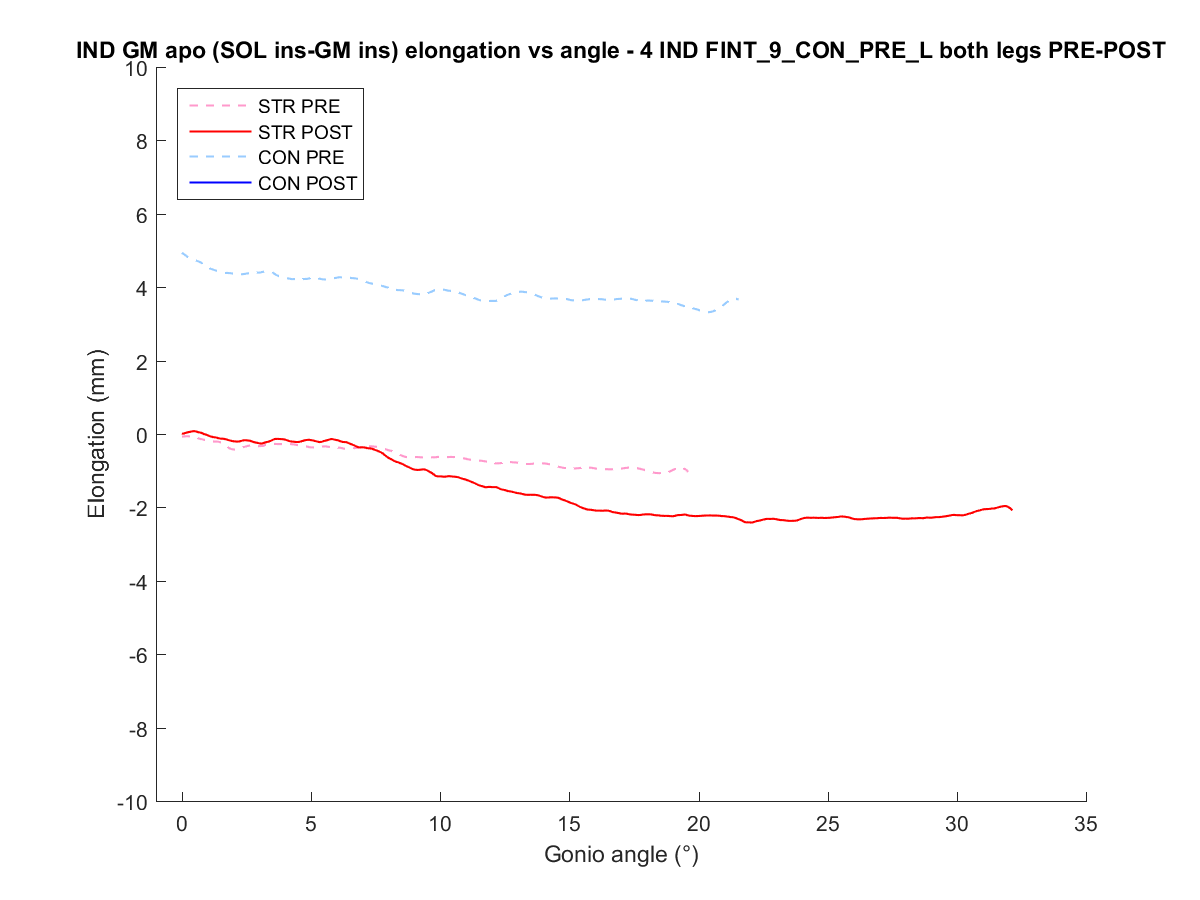 IND GM apo (SOL ins-GM ins) elongation vs angle - 4 IND FINT_9_CON_PRE_L both legs PRE-POST
STR PRE
STR POST
CON PRE
CON POST
Elongation (mm)
10
8
6
4
2
0
-2
-4
-6
-8
-10
0 5 10 15 20 25 30 35
Gonio angle (°)